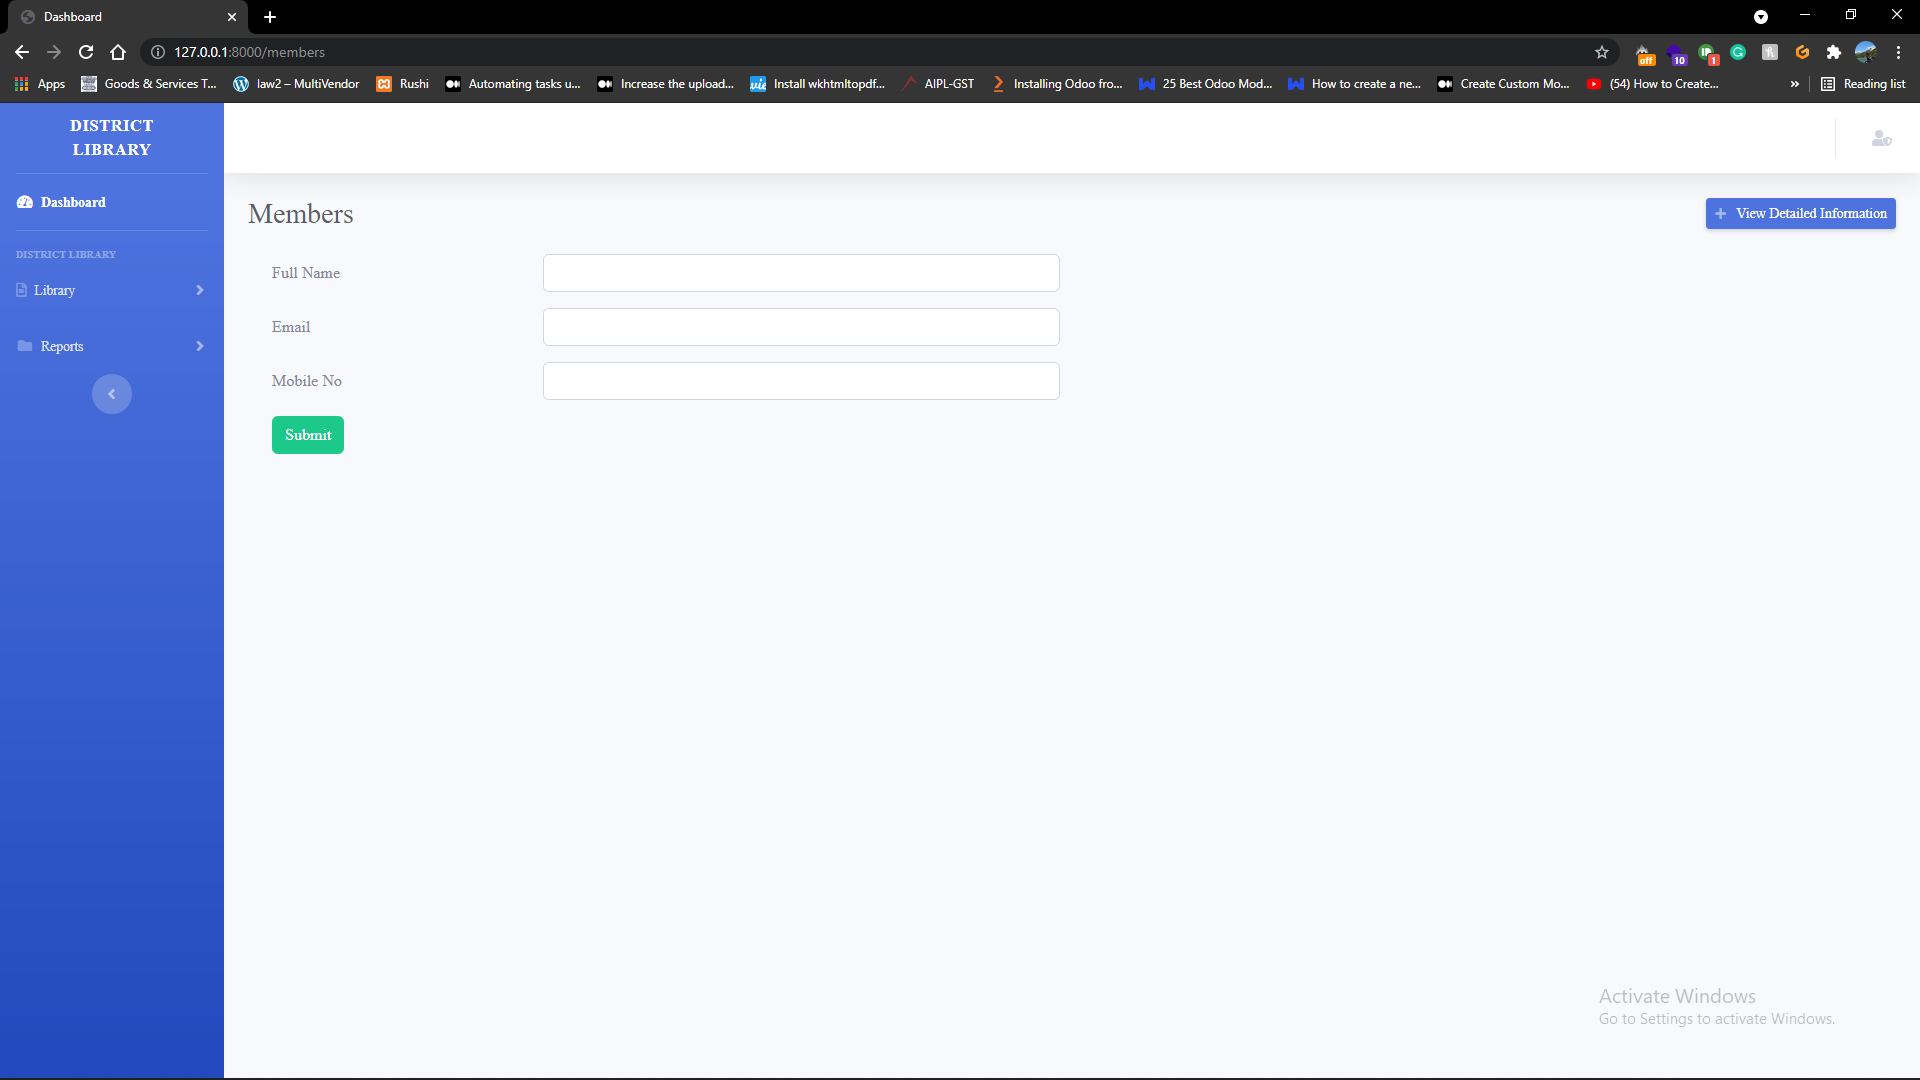 Dashboard
127.0.0.1:8000/members
off
10
1
Apps
Goods & Services T...
law2 – MultiVendor
Rushi
Automating tasks u...
Increase the upload...
Install wkhtmltopdf...
AIPL-GST
Installing Odoo fro...
25 Best Odoo Mod...
How to create a ne...
Create Custom Mo...
(54) How to Create...
»
Reading list
DISTRICT
LIBRARY
Dashboard
DISTRICT LIBRARY
Library
Reports
Members
View Detailed Information
Full Name
Email
Mobile No
Submit
Activate Windows
Go to Settings to activate Windows.